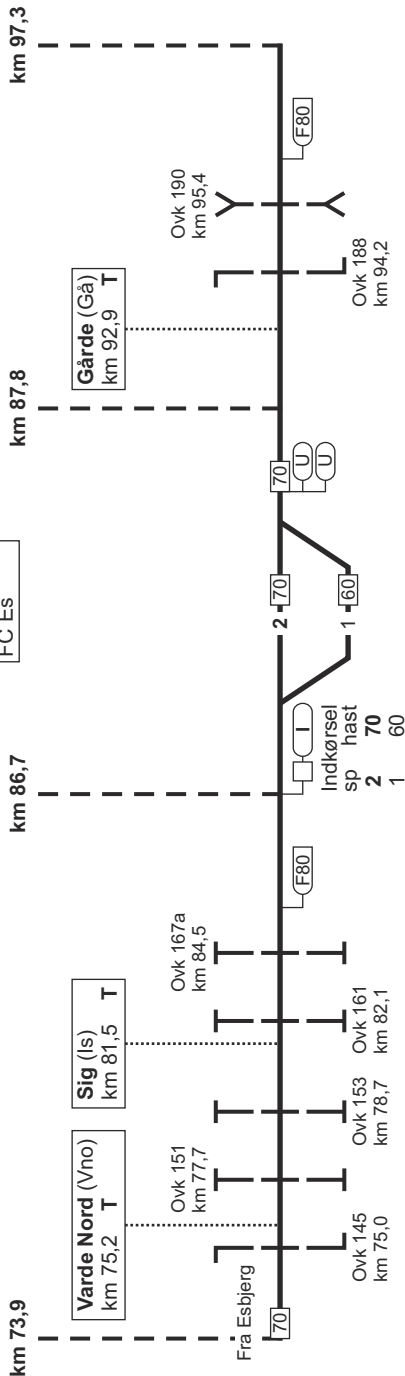 FC Es
km 73,9
km 86,7
km 87,8
km 97,3
Varde Nord (Vno)
km 75,2 T
Sig (Is)
km 81,5 T
Gårde (Gå)
km 92,9 T
Fra Esbjerg
Ovk 151
km 77,7
Ovk 167a
km 84,5
Ovk 190
km 95,4
70
2
70
70
1
60
F80
I
U
U
F80
Ovk 145
km 75,0
Ovk 153
km 78,7
Ovk 161
km 82,1
Ovk 188
km 94,2
Indkørsel
sp hast
2 70
1 60